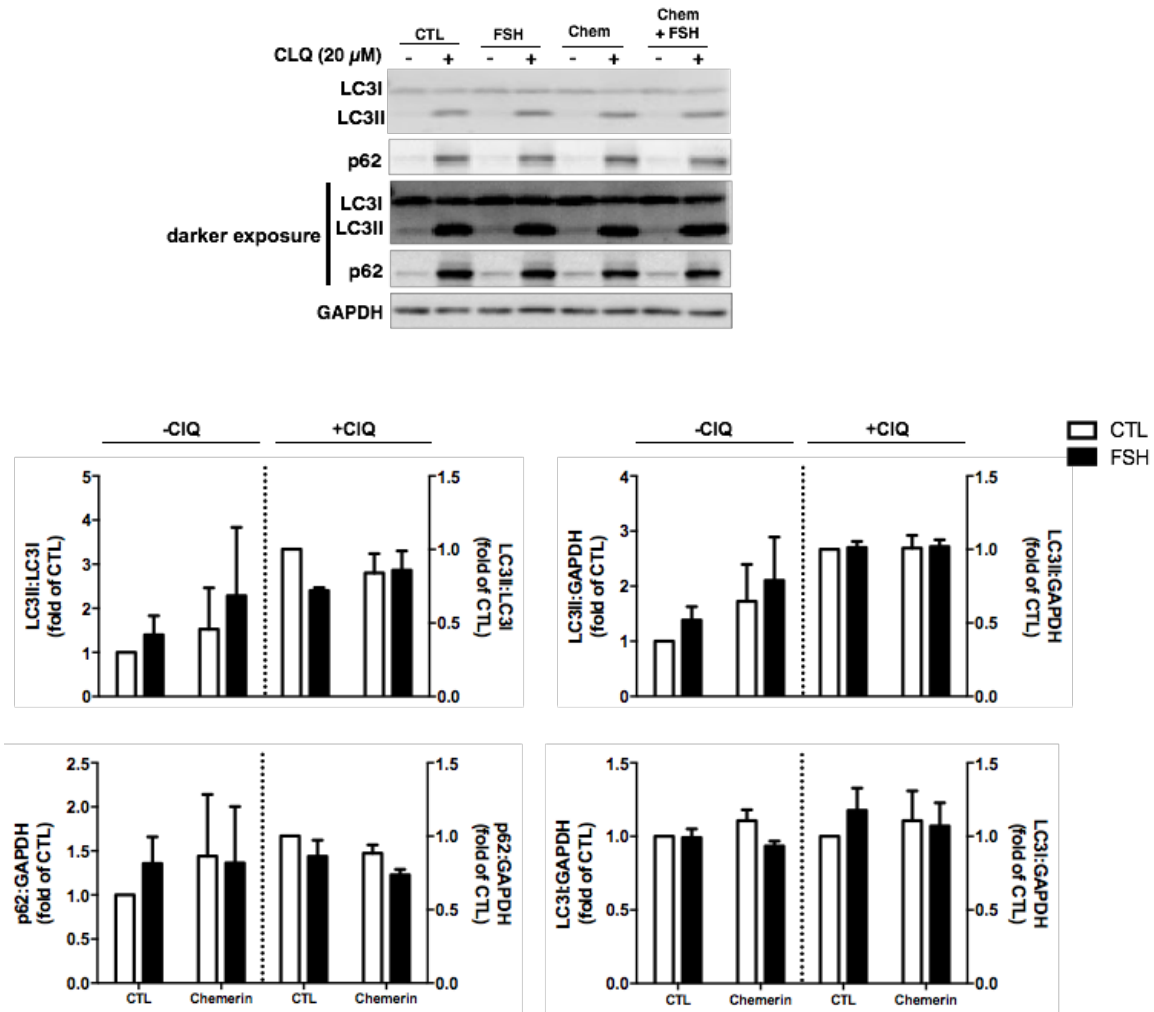 Chem
CTL FSH Chem + FSH
CLQ (20 µM) - + - + - + - +
LC3I
LC3II
p62
darker exposure
LC3I
LC3II
p62
GAPDH
-ClQ +ClQ
LC3II:LC3I
(fold of CTL)
5
4
3
2
1
0
1.5
1.0
0.5
0.0
LC3II:LC3I
(fold of CTL)
-ClQ +ClQ
LC3II:GAPDH
(fold of CTL)
4
3
2
1
0
1.5
1.0
0.5
0.0
LC3II:GAPDH
(fold of CTL)
CTL
FSH
p62:GAPDH
(fold of CTL)
2.5
2.0
1.5
1.0
0.5
0.0
1.5
1.0
0.5
0.0
p62:GAPDH
(fold of CTL)
CTL Chemerin CTL Chemerin
LC3I:GAPDH
(fold of CTL)
1.5
1.0
0.5
0.0
1.5
1.0
0.5
0.0
LC3I:GAPDH
(fold of CTL)
CTL Chemerin CTL Chemerin